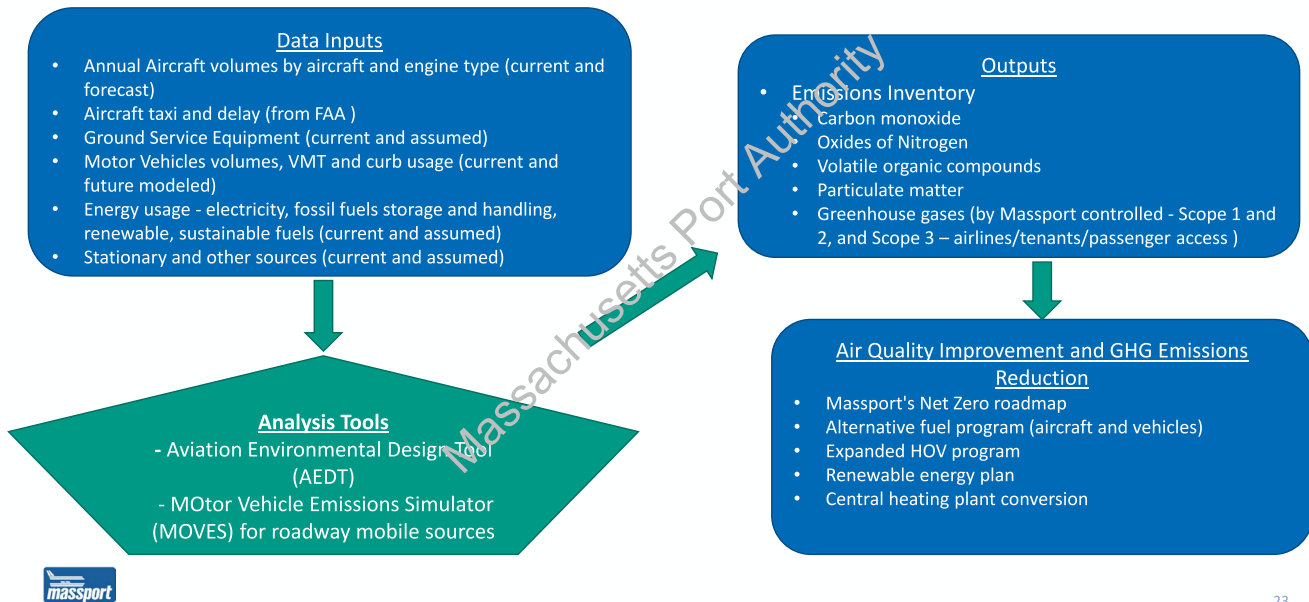 Data Inputs
• Annual Aircraft volumes by aircraft and engine type (current and
forecast)
• Aircraft taxi and delay (from FAA )
• Ground Service Equipment (current and assumed)
• Motor Vehicles volumes, VMT and curb usage (current and
future modeled)
• Energy usage - electricity, fossil fuels storage and handling,
renewable, sustainable fuels (current and assumed)
• Stationary and other sources (current and assumed)
Analysis Tools
- Aviation Environmental Design Tool
(AEDT)
- MOtor Vehicle Emissions Simulator
(MOVES) for roadway mobile sources
Outputs
• Emissions Inventory
• Carbon monoxide
• Oxides of Nitrogen
• Volatile organic compounds
• Particulate matter
• Greenhouse gases (by Massport controlled - Scope 1 and
2, and Scope 3 – airlines/tenants/passenger access )
Air Quality Improvement and GHG Emissions
Reduction
• Massport's Net Zero roadmap
• Alternative fuel program (aircraft and vehicles)
• Expanded HOV program
• Renewable energy plan
• Central heating plant conversion
Massachusetts Port Authority
massport
23